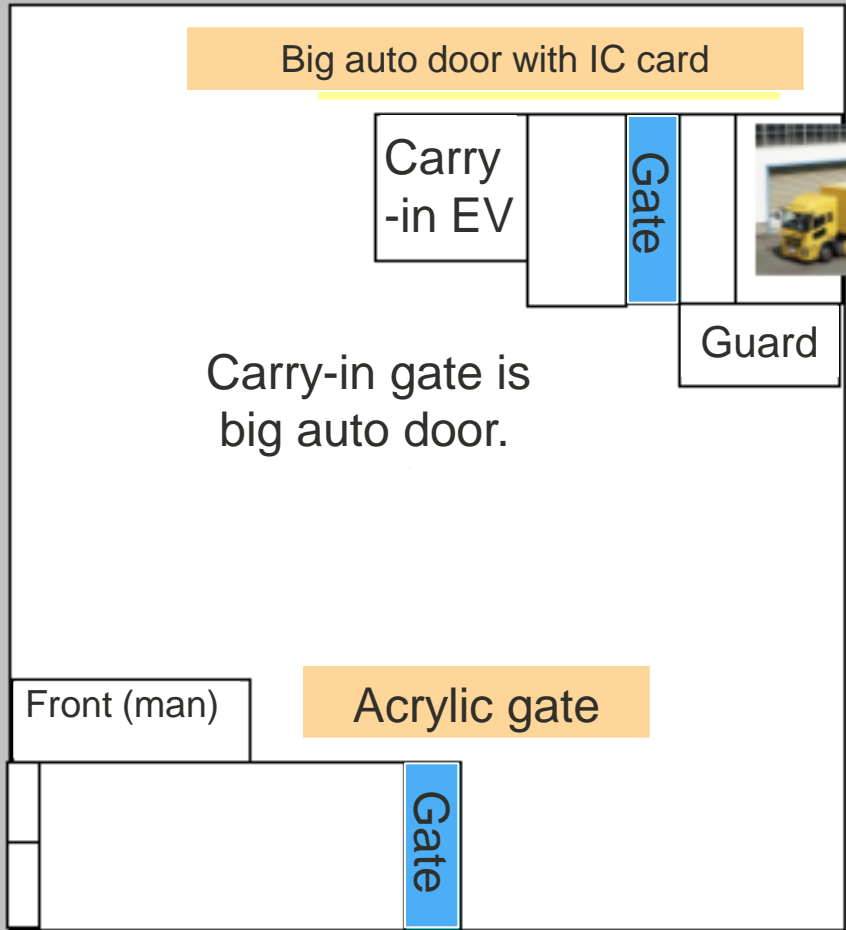 Big auto door with IC card
Carry
-in EV
Gate
Guard
Carry-in gate is
big auto door.
Front (man)
Acrylic gate
Gate